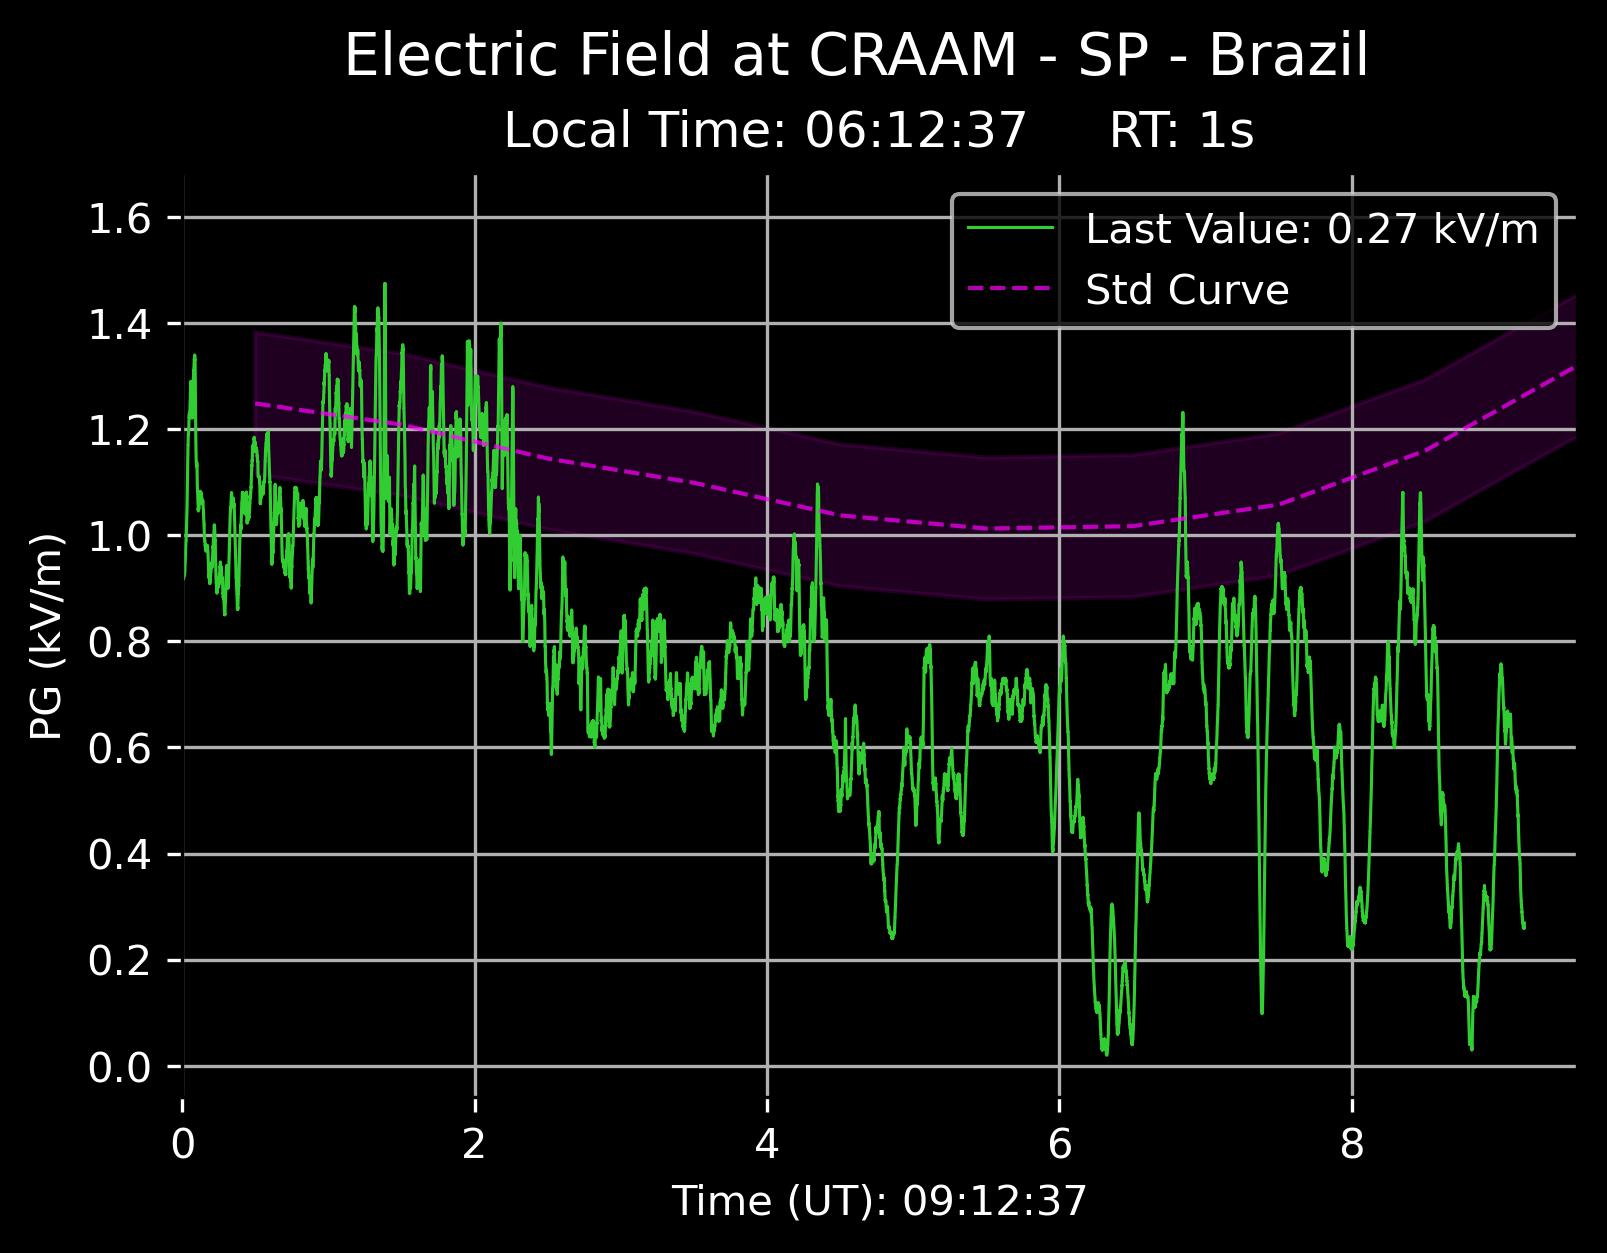 Electric Field at CRAAM - SP - Brazil
Local Time: 06:12:37 RT: 1s
Last Value: 0.27 kV/m
Std Curve
PG (kV/m)
1.6
1.4
1.2
1.0
0.8
0.6
0.4
0.2
0.0
0 2 4 6 8
Time (UT): 09:12:37